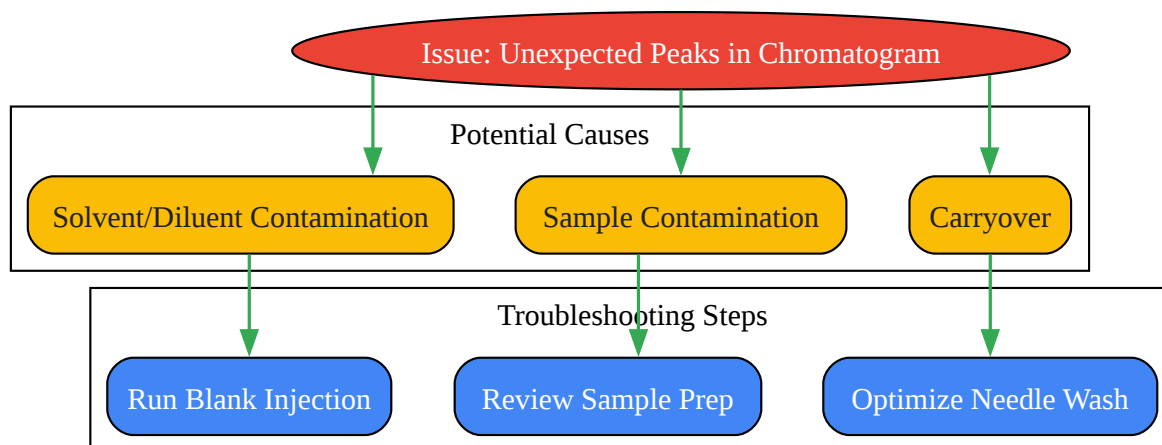 Issue: Unexpected Peaks in Chromatogram
Potential Causes
Solvent/Diluent Contamination
Sample Contamination
Carryover
Troubleshooting Steps
Run Blank Injection
Review Sample Prep
Optimize Needle Wash